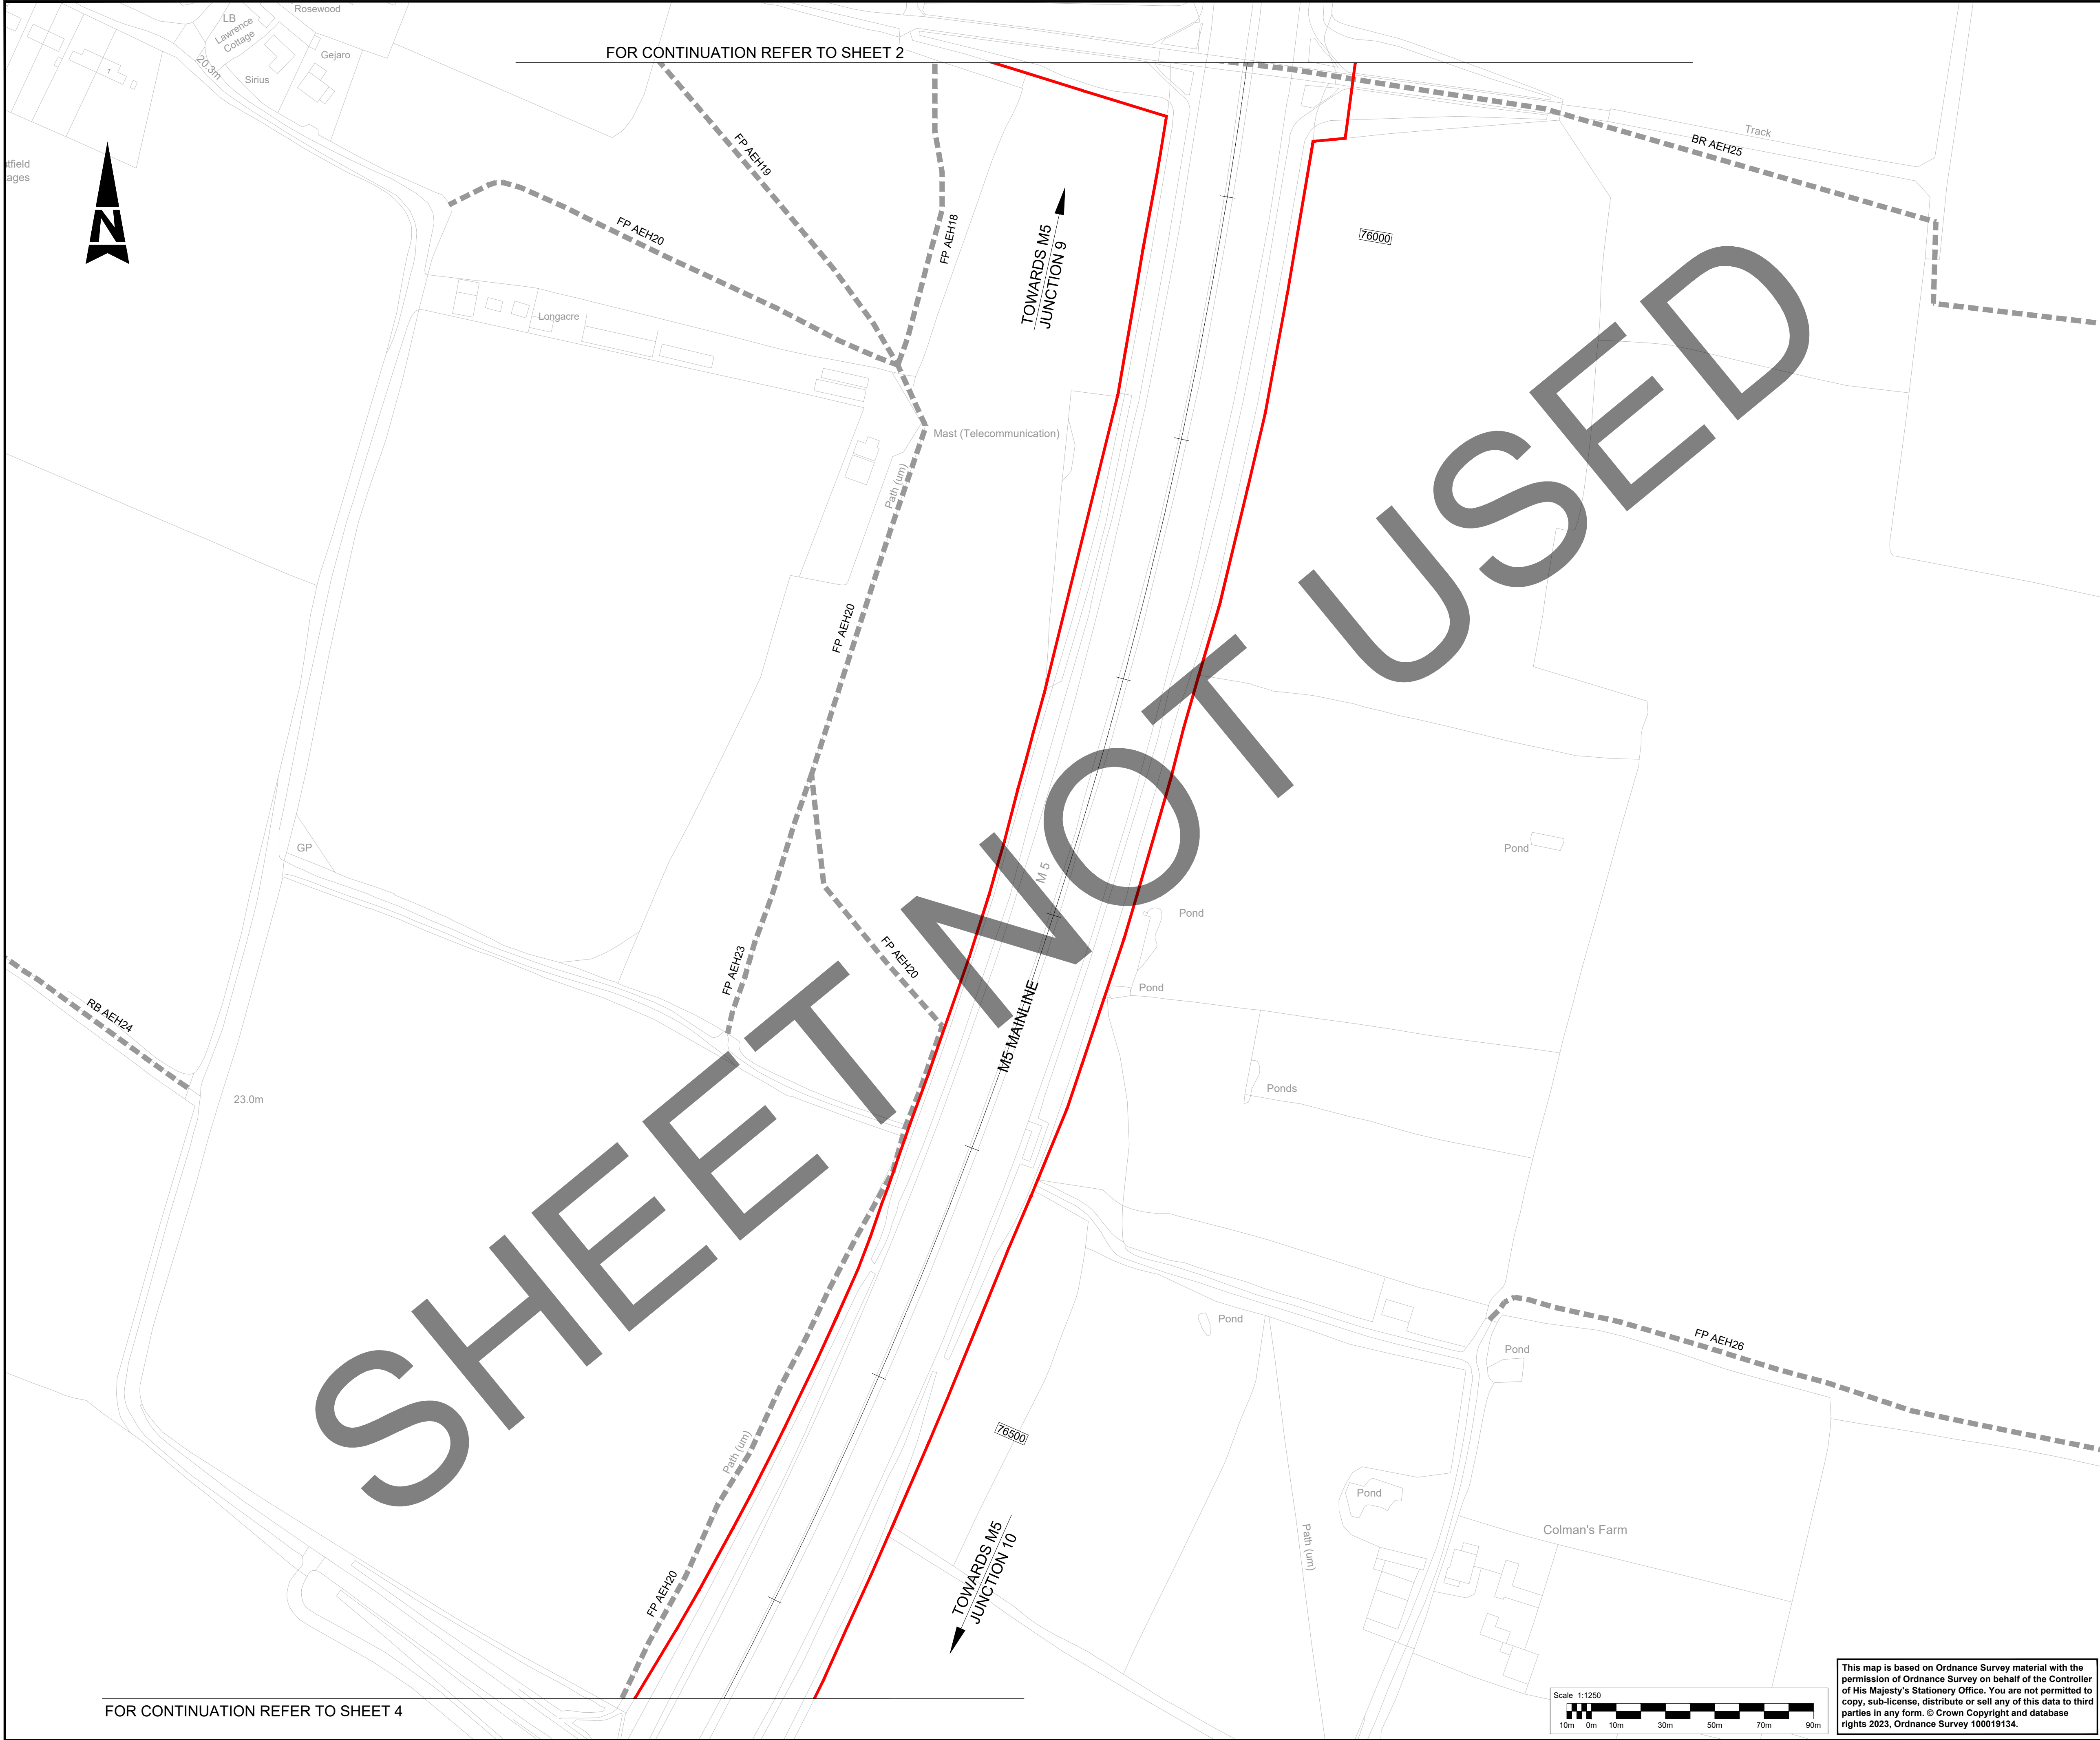 Rosewood
LB
Lawrence
Cottage
Gejaro
20.3m
Sirius
1
FOR CONTINUATION REFER TO SHEET 2
Track
BR AEH25
FP AEH19
tfield
ages
N
FP AEH20
FP AEH18
TOWARDS M5
JUNCTION 9
76000
Longacre
Mast (Telecommunication)
Path (um)
FP AEH20
SHEET NOT USED
GP
Pond
M 5
Pond
FP AEH23
FP AEH20
Pond
M5 MAINLINE
RB AEH24
23.0m
Ponds
Pond
FP AEH26
Pond
76500
Path (um)
Pond
Path (um)
Colman's Farm
TOWARDS M5
JUNCTION 10
FP AEH20
FOR CONTINUATION REFER TO SHEET 4
Scale 1:1250
10m 0m 10m 30m 50m 70m 90m
This map is based on Ordnance Survey material with the
permission of Ordnance Survey on behalf of the Controller
of His Majesty's Stationery Office. You are not permitted to
copy, sub-license, distribute or sell any of this data to third
parties in any form. © Crown Copyright and database
rights 2023, Ordnance Survey 100019134.